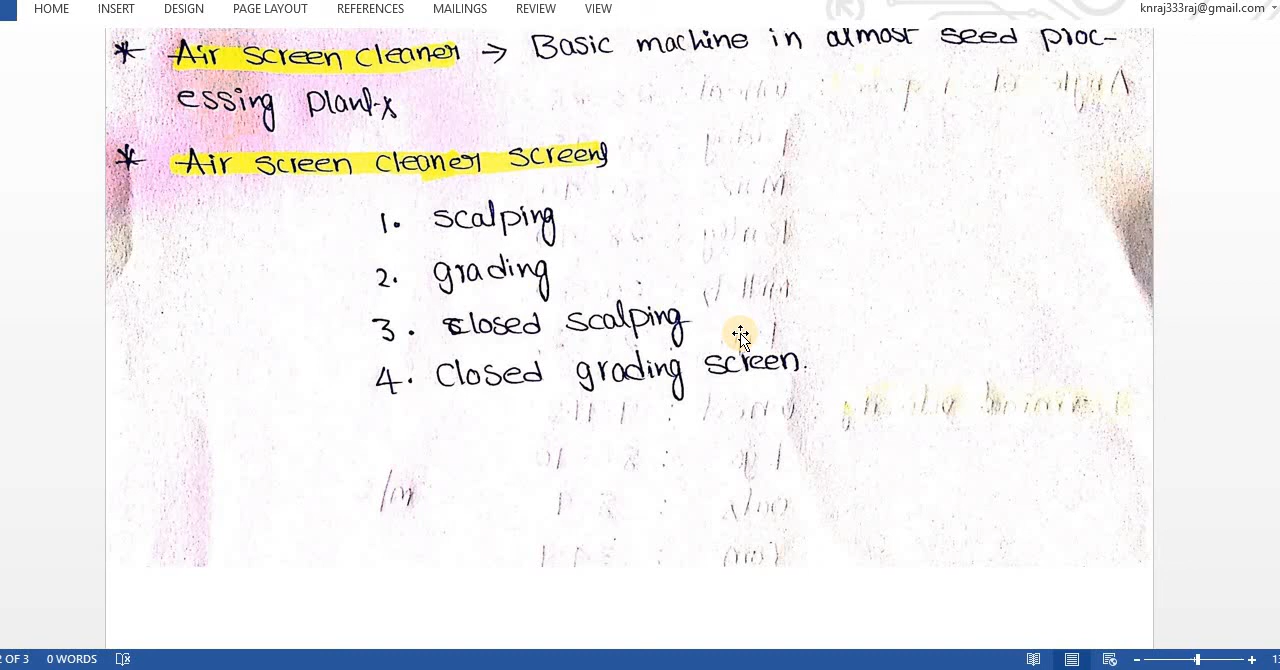 HOME INSERT DESIGN PAGE LAYOUT REFERENCES MAILINGS REVIEW VIEW knraj333raj@gmail.com
* Air screen cleaner → Basic machine in almost seed proc-
essing plants
* Air screen cleaner screens
1. scalping
2. grading
3. closed scalping
4. closed grading screen.
2 OF 3 0 WORDS